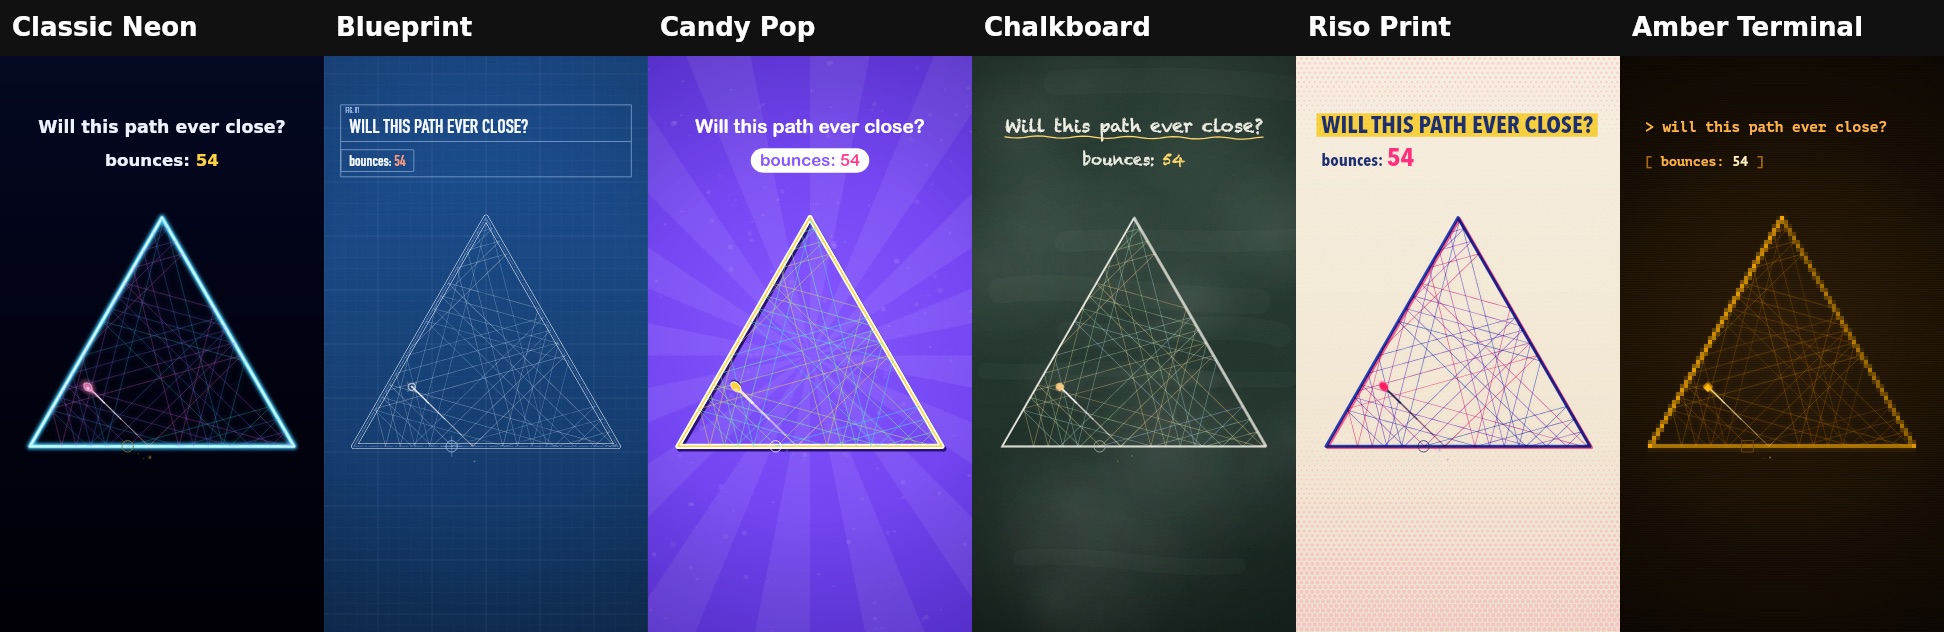 Classic Neon
Will this path ever close?
bounces: 54
Blueprint
FIG. 01
WILL THIS PATH EVER CLOSE?
bounces: 54
Candy Pop
Will this path ever close?
bounces: 54
Chalkboard
Will this path ever close?
bounces: 54
Riso Print
WILL THIS PATH EVER CLOSE?
bounces: 54
Amber Terminal
> will this path ever close?
[ bounces: 54 ]